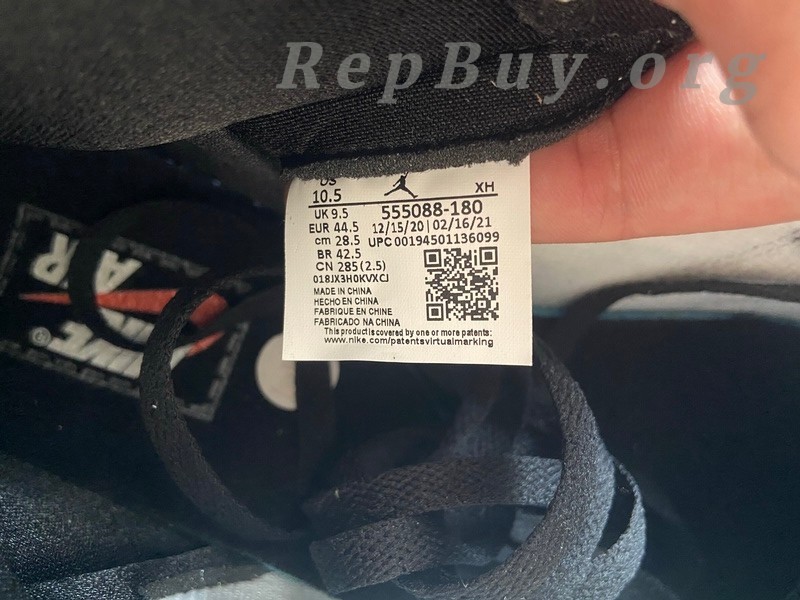 RepBuy.org
US
10.5
XH
UK 9.5
555088-180
EUR 44.5
12/15/20 | 02/16/21
cm 28.5
UPC 00194501136099
BR 42.5
CN 285 (2.5)
018JX3H0KVXCJ
MADE IN CHINA
HECHO EN CHINA
FABRIQUE EN CHINE
FABRICADO NA CHINA
This product is covered by one or more patents:
www.nike.com/patentsvirtualmarking
NIKE
AIR